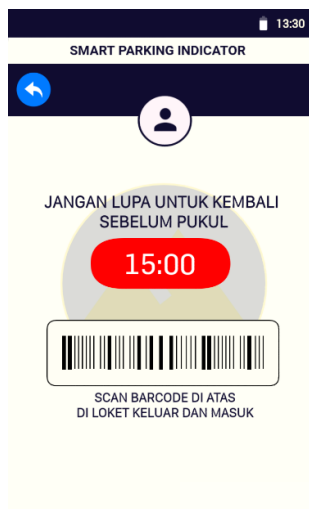 13:30
SMART PARKING INDICATOR
JANGAN LUPA UNTUK KEMBALI
SEBELUM PUKUL
15:00
SCAN BARCODE DI ATAS
DI LOKET KELUAR DAN MASUK